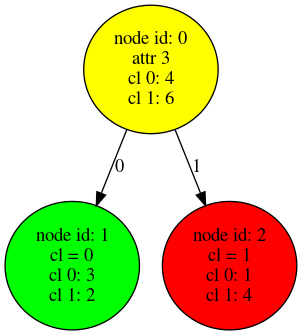 node id: 0
attr 3
cl 0: 4
cl 1: 6
0
1
node id: 1
cl = 0
cl 0: 3
cl 1: 2
node id: 2
cl = 1
cl 0: 1
cl 1: 4